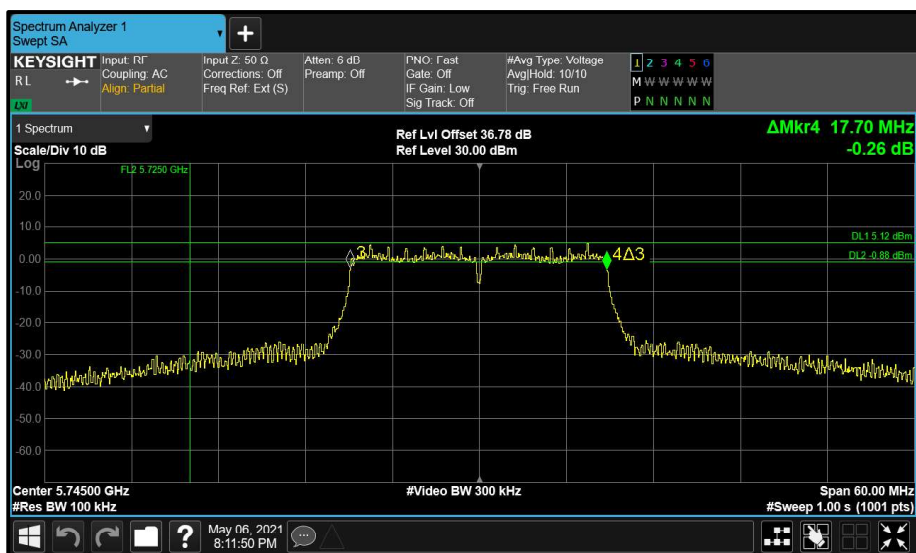 Spectrum Analyzer 1
Swept SA
KEYSIGHT
RL
LXI
Input: RF
Coupling: AC
Align: Partial
Input Z: 50 Ω
Corrections: Off
Freq Ref: Ext (S)
Atten: 6 dB
Preamp: Off
PNO: Fast
Gate: Off
IF Gain: Low
Sig Track: Off
#Avg Type: Voltage
Avg|Hold: 10/10
Trig: Free Run
1 2 3 4 5 6
M W W W W W
P N N N N N
1 Spectrum
Scale/Div 10 dB
Ref Lvl Offset 36.78 dB
Ref Level 30.00 dBm
ΔMkr4 17.70 MHz
-0.26 dB
Log
FL2 5.7250 GHz
20.0
10.0
DL1 5.12 dBm
3
4Δ3
0.00
DL2 -0.88 dBm
-10.0
-20.0
-30.0
-40.0
-50.0
-60.0
Center 5.74500 GHz
#Video BW 300 kHz
Span 60.00 MHz
#Res BW 100 kHz
#Sweep 1.00 s (1001 pts)
?
May 06, 2021
8:11:50 PM